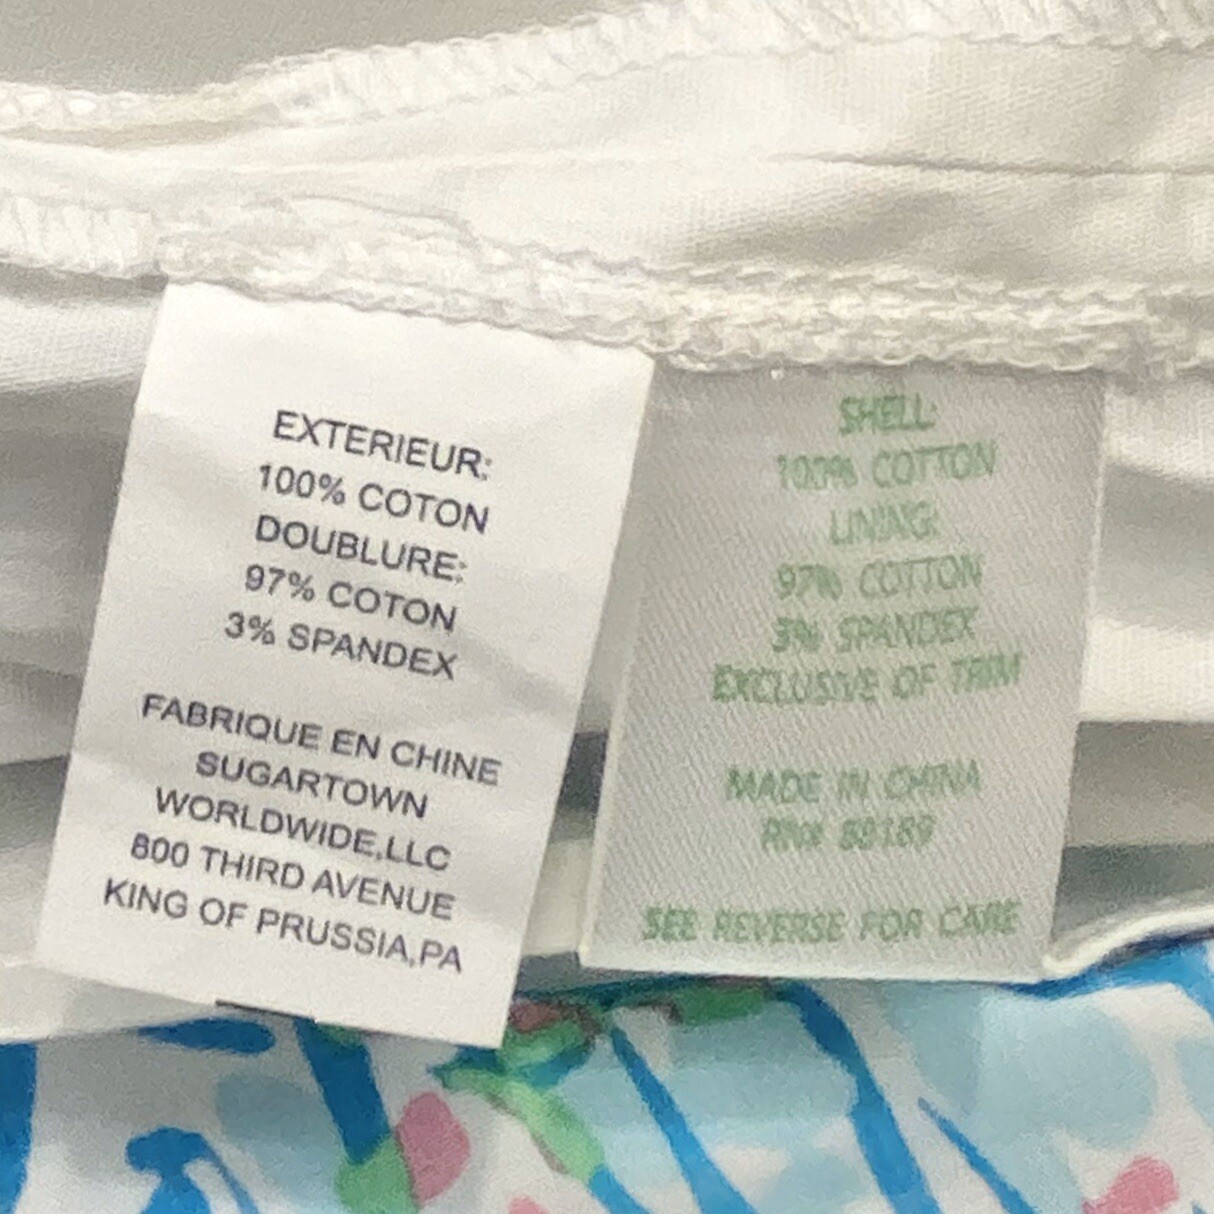 EXTERIEUR:
100% COTON
DOUBLURE:
97% COTON
3% SPANDEX
FABRIQUE EN CHINE
SUGARTOWN
WORLDWIDE,LLC
800 THIRD AVENUE
KING OF PRUSSIA,PA
SHELL:
100% COTTON
LINING:
97% COTTON
3% SPANDEX
EXCLUSIVE OF TRIM
MADE IN CHINA
RN# 89189
SEE REVERSE FOR CARE